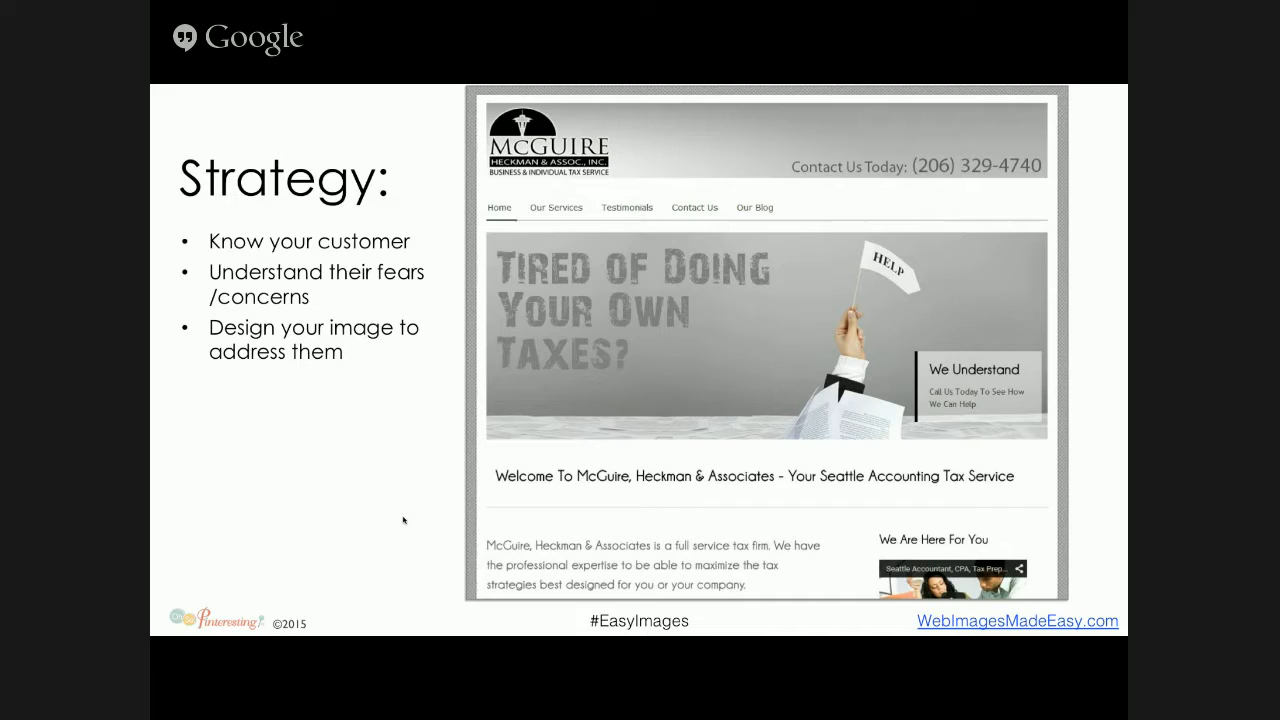 Google
Strategy:
• Know your customer
• Understand their fears
/concerns
• Design your image to
address them
McGuire
Heckman & Assoc., Inc.
Business & Individual Tax Service
Contact Us Today: (206) 329-4740
Home Our Services Testimonials Contact Us Our Blog
Tired of Doing
Your Own
Taxes?
HELP
We Understand
Call Us Today To See How
We Can Help
Welcome To McGuire, Heckman & Associates - Your Seattle Accounting Tax Service
McGuire, Heckman & Associates is a full service tax firm. We have
the professional expertise to be able to maximize the tax
strategies best designed for you or your company.
We Are Here For You
Seattle Accountant, CPA, Tax Prep...
Oh So Pinteresting! ©2015
#EasyImages
WebImagesMadeEasy.com